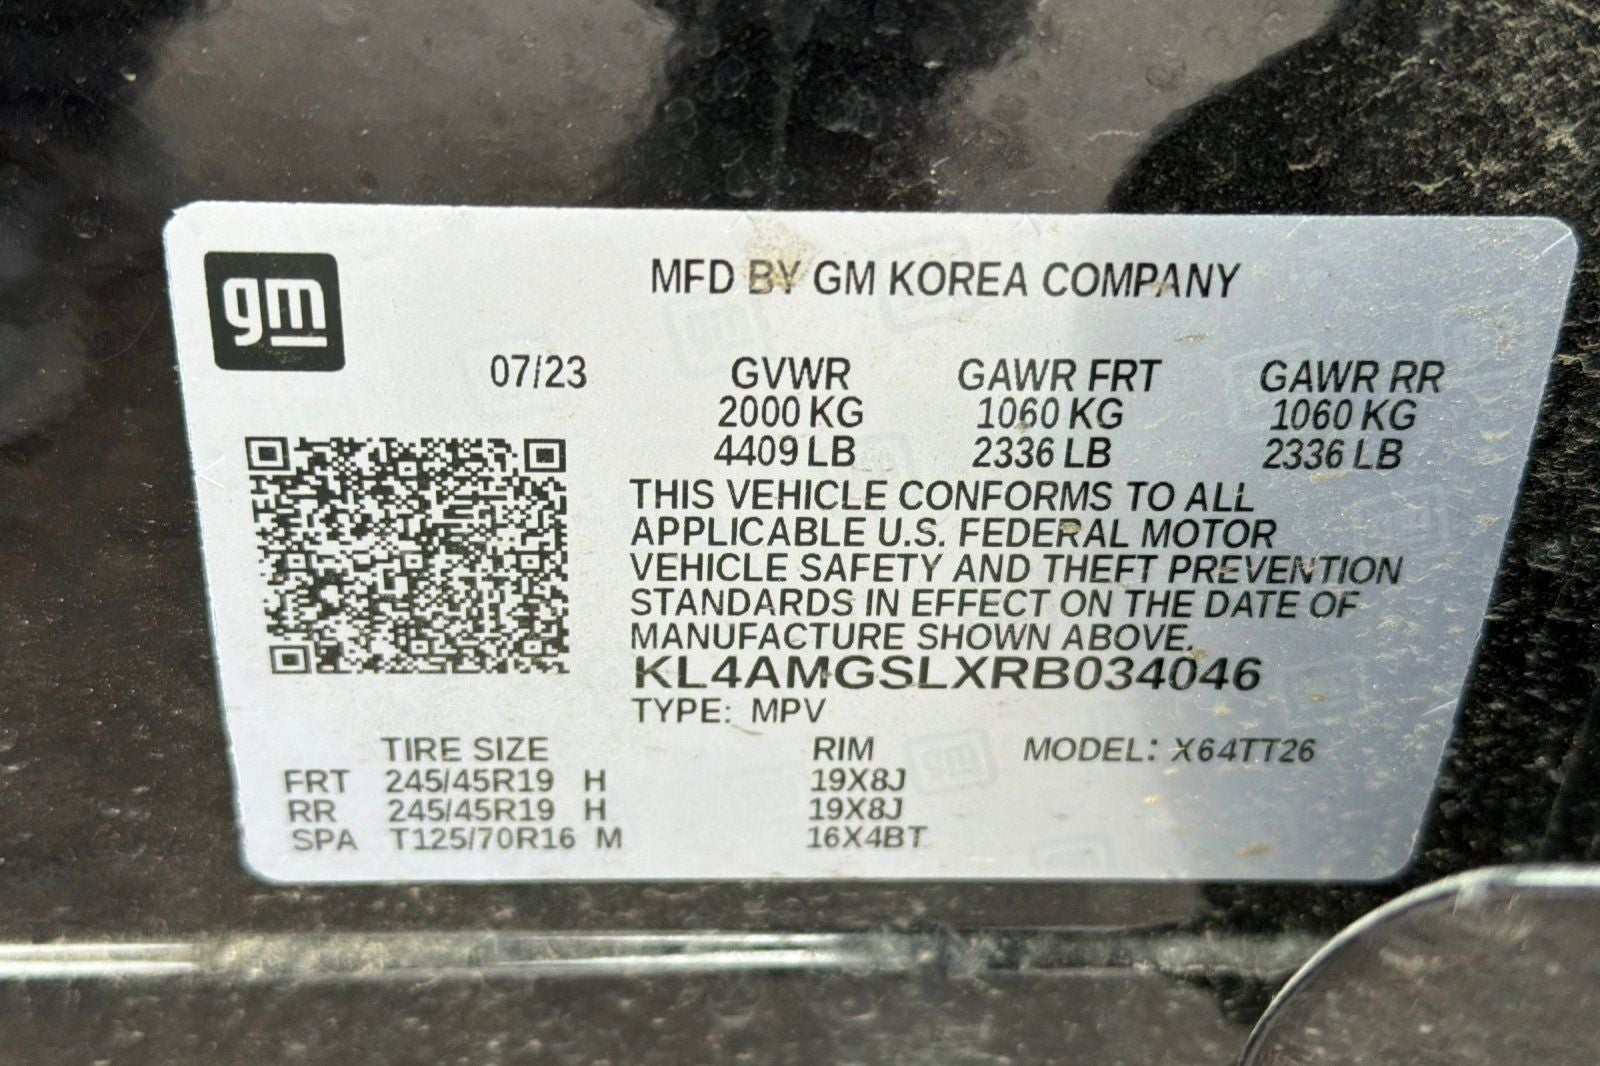 gm
MFD BY GM KOREA COMPANY
07/23 GVWR GAWR FRT GAWR RR
2000 KG 1060 KG 1060 KG
4409 LB 2336 LB 2336 LB
THIS VEHICLE CONFORMS TO ALL
APPLICABLE U.S. FEDERAL MOTOR
VEHICLE SAFETY AND THEFT PREVENTION
STANDARDS IN EFFECT ON THE DATE OF
MANUFACTURE SHOWN ABOVE.
KL4AMGSLXRB034046
TYPE: MPV
TIRE SIZE RIM MODEL: X64TT26
FRT 245/45R19 H 19X8J
RR 245/45R19 H 19X8J
SPA T125/70R16 M 16X4BT